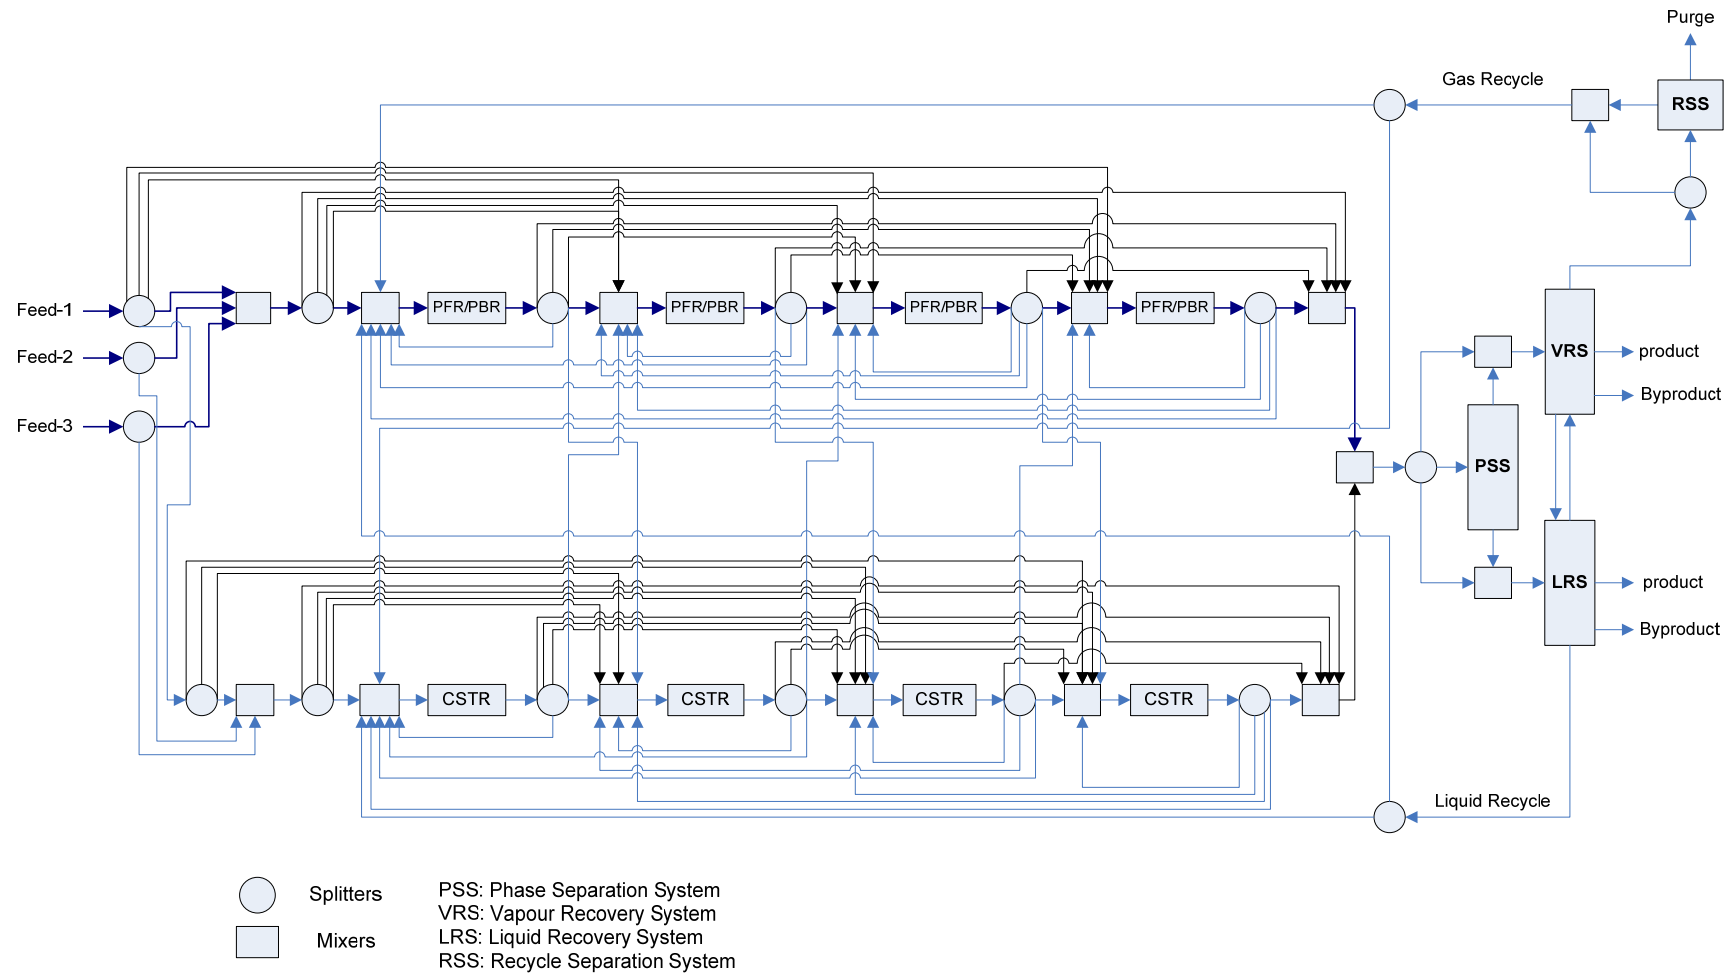 Purge
Gas Recycle
RSS
Feed-1
PFR/PBR
PFR/PBR
PFR/PBR
PFR/PBR
Feed-2
VRS
product
Byproduct
Feed-3
PSS
LRS
product
Byproduct
CSTR
CSTR
CSTR
CSTR
Liquid Recycle
Splitters
Mixers
PSS: Phase Separation System
VRS: Vapour Recovery System
LRS: Liquid Recovery System
RSS: Recycle Separation System